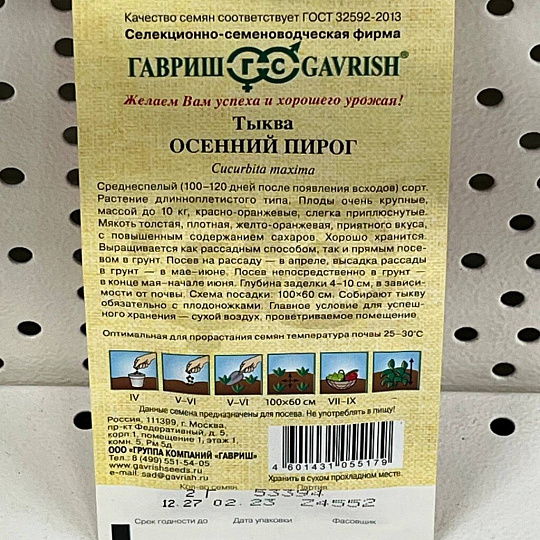 Качество семян соответствует ГОСТ 32592-2013
Селекционно-семеноводческая фирма
ГАВРИШ Г-С GAVRISH®
Желаем Вам успеха и хорошего урожая!
Тыква
ОСЕННИЙ ПИРОГ
Cucurbita maxima
Среднеспелый (100–120 дней после появления всходов) сорт.
Растение длинноплетистого типа. Плоды очень крупные,
массой до 10 кг, красно-оранжевые, слегка приплюснутые.
Мякоть толстая, плотная, желто-оранжевая, приятного вкуса,
с повышенным содержанием сахаров. Хорошо хранится.
Выращивается как рассадным способом, так и прямым посе-
вом в грунт. Посев на рассаду — в апреле, высадка рассады
в грунт — в мае–июне. Посев непосредственно в грунт —
в конце мая–начале июня. Глубина заделки 4–10 см, в зависи-
мости от почвы. Схема посадки: 100×60 см. Собирают тыкву
обязательно с плодоножками. Главное условие для успеш-
ного хранения – сухой воздух, проветриваемое помещение.
Оптимальная для прорастания семян температура почвы 25–30°С
IV V–VI V–VI 100×60 см VII–IX –
Данные семена предназначены для посева. Не употреблять в пищу!
Россия, 111399, г. Москва,
пр-кт Федеративный, д. 5,
корп.1, помещение 1, этаж 1,
комн. 5, Рм 5д
ООО «ГРУППА КОМПАНИЙ «ГАВРИШ»
Тел.: 8 (499) 551-54-05
www.gavrishseeds.ru
e-mail: sad@gavrish.ru
4 601431 055179
Хранить в сухом прохладном месте.
Кол-во семян Партия
12.27 02.23 24552
Срок годности до Дата упаковки Фасовщик